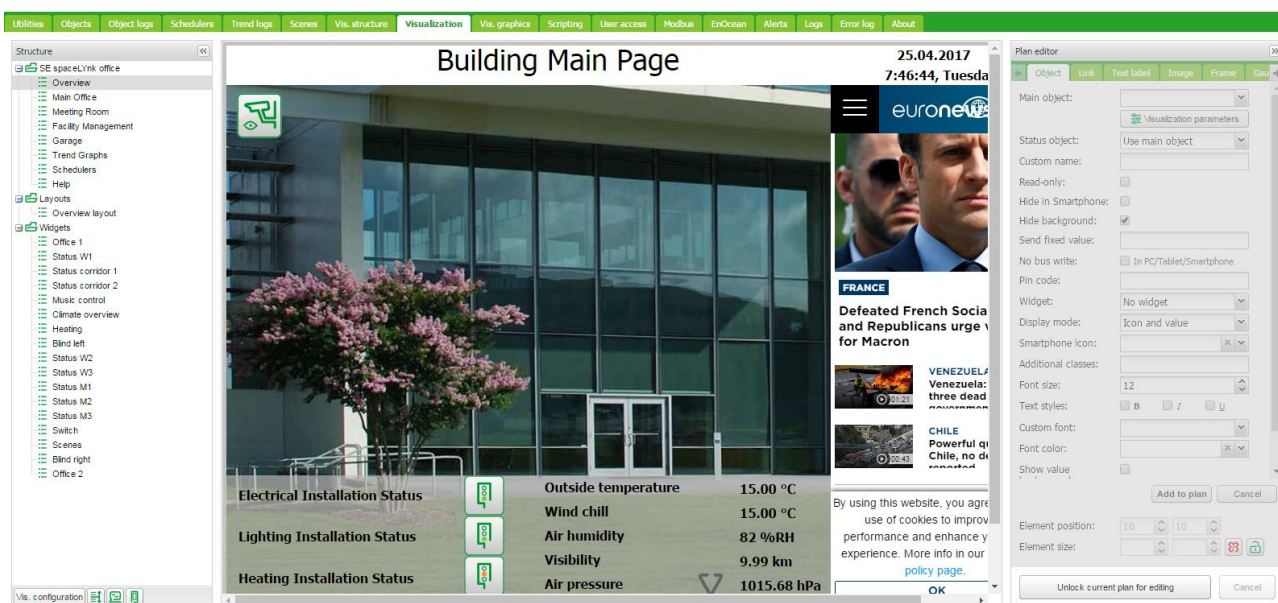 Utilities Objects Object logs Schedulers Trend logs Scenes Vis. structure Visualization Vis. graphics Scripting User access Modbus EnOcean Alerts Logs Error log About
Structure
SE spaceLYnk office
Overview
Main Office
Meeting Room
Facility Management
Garage
Trend Graphs
Schedulers
Help
Layouts
Overview layout
Widgets
Office 1
Status W1
Status corridor 1
Status corridor 2
Music control
Climate overview
Heating
Blind left
Status W2
Status W3
Status M1
Status M2
Status M3
Switch
Scenes
Blind right
Office 2
Vis. configuration
Building Main Page
25.04.2017
7:46:44, Tuesda
euronews
FRANCE
Defeated French Socia
and Republicans urge v
for Macron
VENEZUELA
Venezuela:
three dead
01:21
CHILE
Powerful qu
Chile, no de
reported
00:43
By using this website, you agre
use of cookies to improv
performance and enhance y
experience. More info in our
policy page.
OK
Electrical Installation Status
Lighting Installation Status
Heating Installation Status
Outside temperature 15.00 °C
Wind chill 15.00 °C
Air humidity 82 %RH
Visibility 9.99 km
Air pressure 1015.68 hPa
Plan editor
Object Link Text label Image Frame Gau
Main object:
Visualization parameters
Status object: Use main object
Custom name:
Read-only:
Hide in Smartphone:
Hide background:
Send fixed value:
No bus write: In PC/Tablet/Smartphone
Pin code:
Widget: No widget
Display mode: Icon and value
Smartphone icon:
Additional classes:
Font size: 12
Text styles: B I U
Custom font:
Font color:
Show value
Add to plan Cancel
Element position: 10 10
Element size:
Unlock current plan for editing Cancel